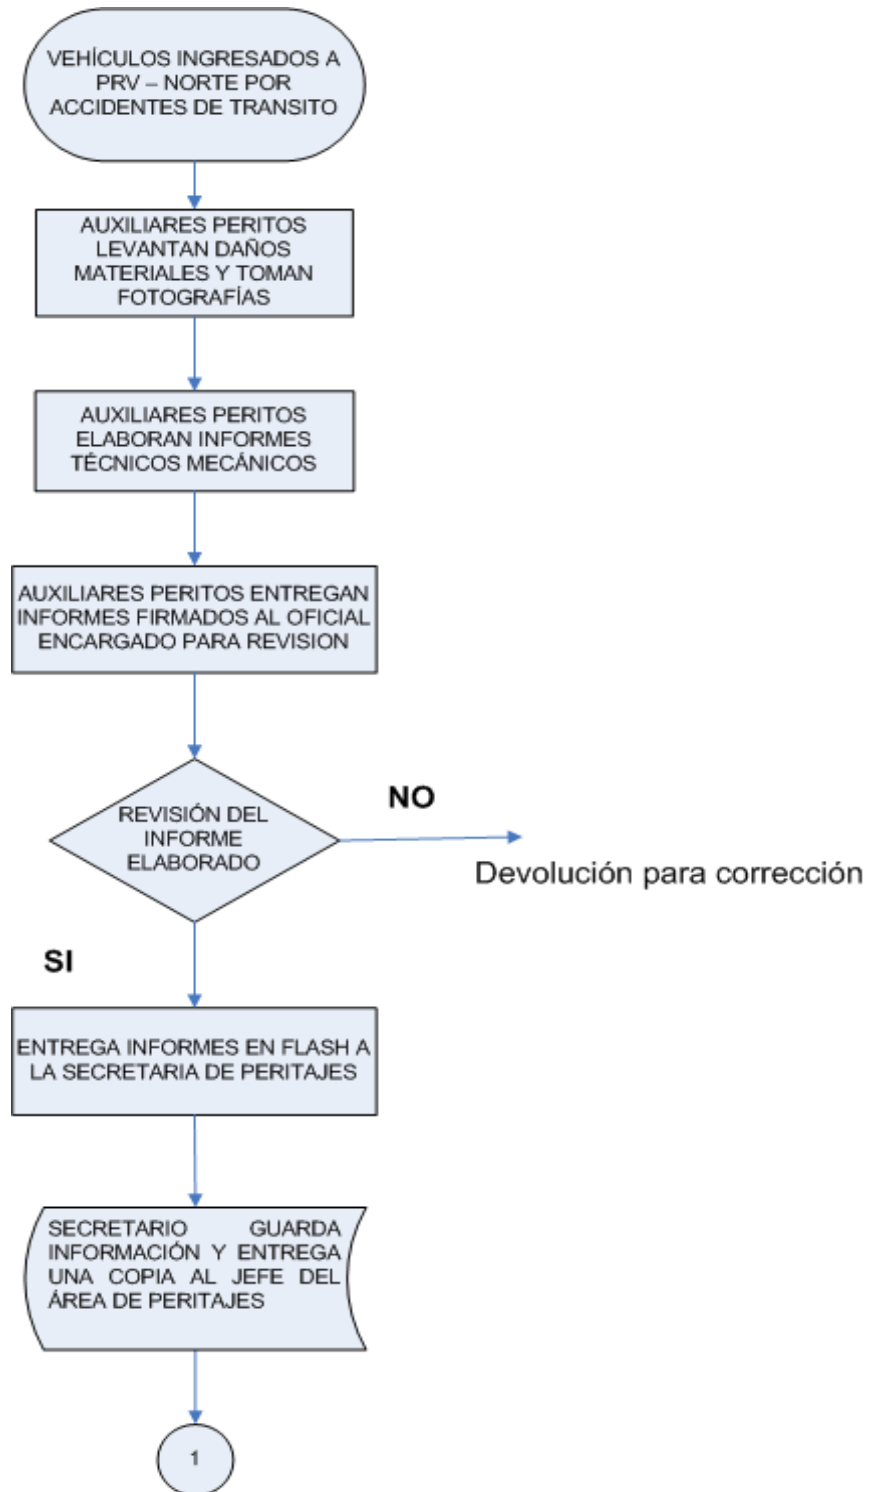 VEHÍCULOS INGRESADOS A
PRV – NORTE POR
ACCIDENTES DE TRANSITO
AUXILIARES PERITOS
LEVANTAN DAÑOS
MATERIALES Y TOMAN
FOTOGRAFÍAS
AUXILIARES PERITOS
ELABORAN INFORMES
TÉCNICOS MECÁNICOS
AUXILIARES PERITOS ENTREGAN
INFORMES FIRMADOS AL OFICIAL
ENCARGADO PARA REVISION
REVISIÓN DEL
INFORME
ELABORADO
NO
Devolución para corrección
SI
ENTREGA INFORMES EN FLASH A
LA SECRETARIA DE PERITAJES
SECRETARIO GUARDA
INFORMACIÓN Y ENTREGA
UNA COPIA AL JEFE DEL
ÁREA DE PERITAJES
1